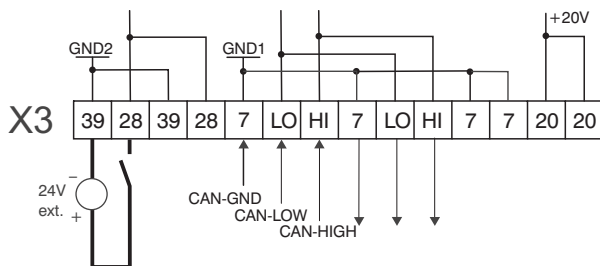 +20V
GND2 GND1
X3 39 28 39 28 7 LO HI 7 LO HI 7 7 20 20
−
24V
ext.
+
CAN-GND
CAN-LOW
CAN-HIGH